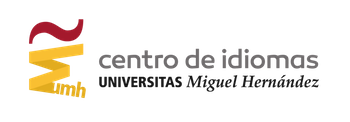 umh
centro de idiomas
UNIVERSITAS Miguel Hernández